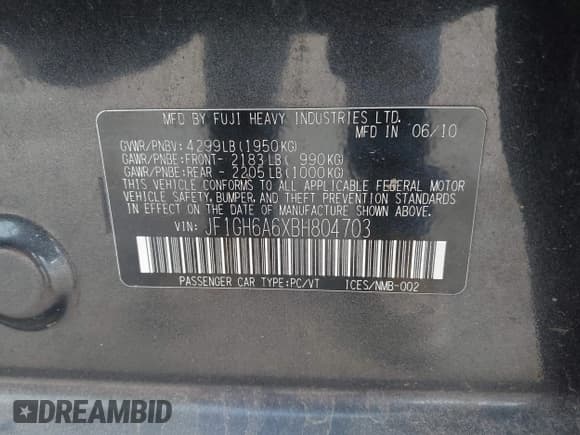 MFD BY FUJI HEAVY INDUSTRIES LTD.
MFD IN '06/10
GVWR/PNBV: 4299LB(1950KG)
GAWR/PNBE:FRONT- 2183 LB( 990KG)
GAWR/PNBE:REAR - 2205 LB(1000KG)
THIS VEHICLE CONFORMS TO ALL APPLICABLE FEDERAL MOTOR
VEHICLE SAFETY, BUMPER, AND THEFT PREVENTION STANDARDS
IN EFFECT ON THE DATE OF MANUFACTURE SHOWN ABOVE.
VIN: JF1GH6A6XBH804703
PASSENGER CAR TYPE:PC/VT ICES/NMB-002
DREAMBID